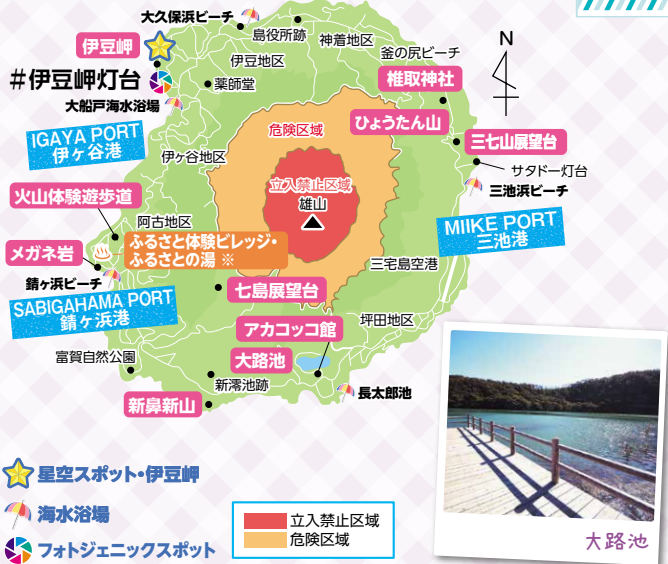 大久保浜ビーチ
島役所跡
神着地区
N
伊豆岬
伊豆地区
釜の尻ビーチ
#伊豆岬灯台
薬師堂
椎取神社
大船戸海水浴場
危険区域
ひょうたん山
IGAYA PORT
伊ヶ谷港
三七山展望台
伊ヶ谷地区
サタドー灯台
立入禁止区域
雄山
三池浜ビーチ
火山体験遊歩道
阿古地区
MIIKE PORT
三池港
ふるさと体験ビレッジ・
ふるさとの湯 ※
メガネ岩
三宅島空港
錆ヶ浜ビーチ
七島展望台
SABIGAHAMA PORT
錆ヶ浜港
アカコッコ館
坪田地区
富賀自然公園
大路池
新澪池跡
長太郎池
新鼻新山
星空スポット・伊豆岬
海水浴場
フォトジェニックスポット
立入禁止区域
危険区域
大路池